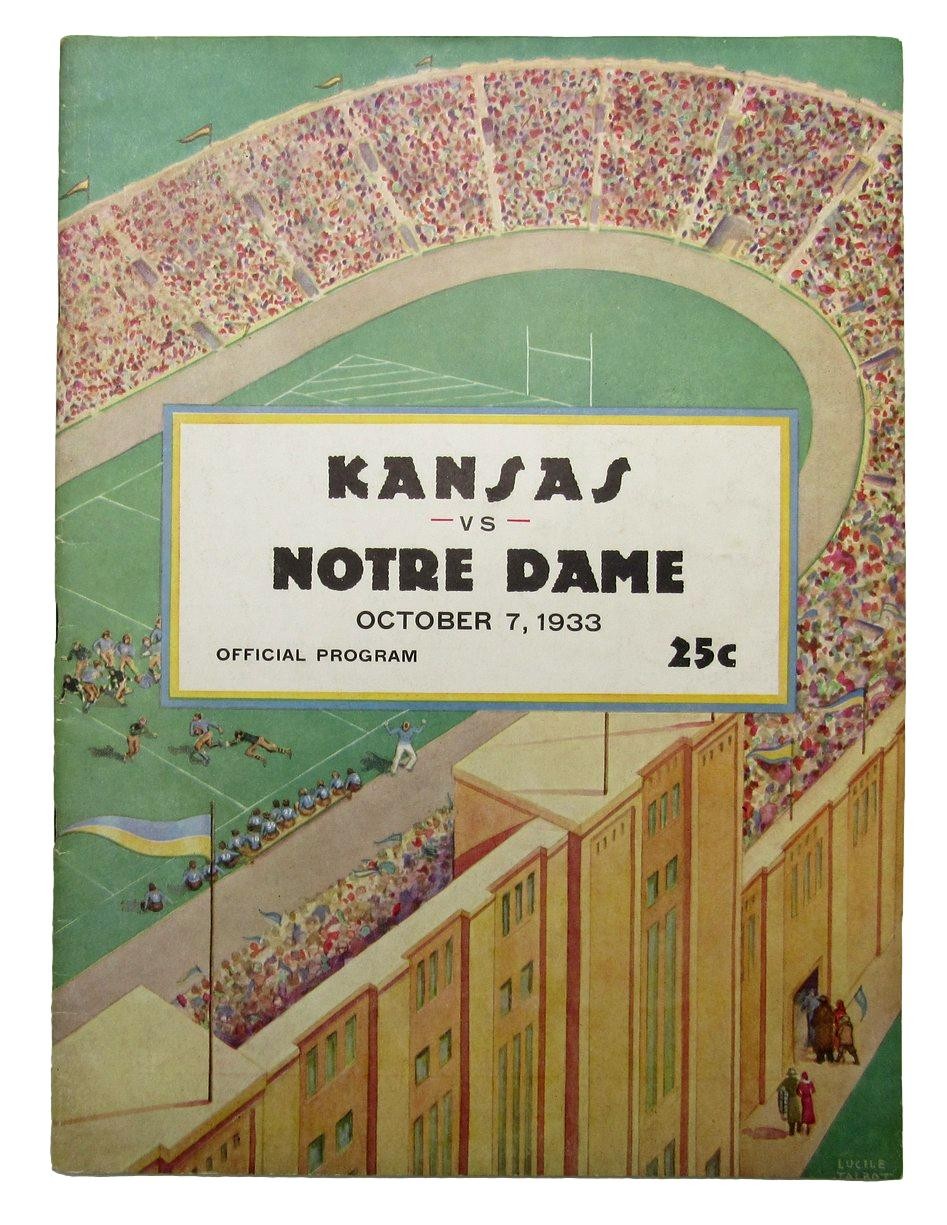 KANSAS
— VS —
NOTRE DAME
OCTOBER 7, 1933
OFFICIAL PROGRAM 25c
LUCILE
TALBOT